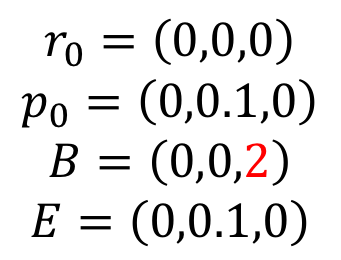 r₀ = (0,0,0)
p₀ = (0,0.1,0)
B = (0,0,2)
E = (0,0.1,0)